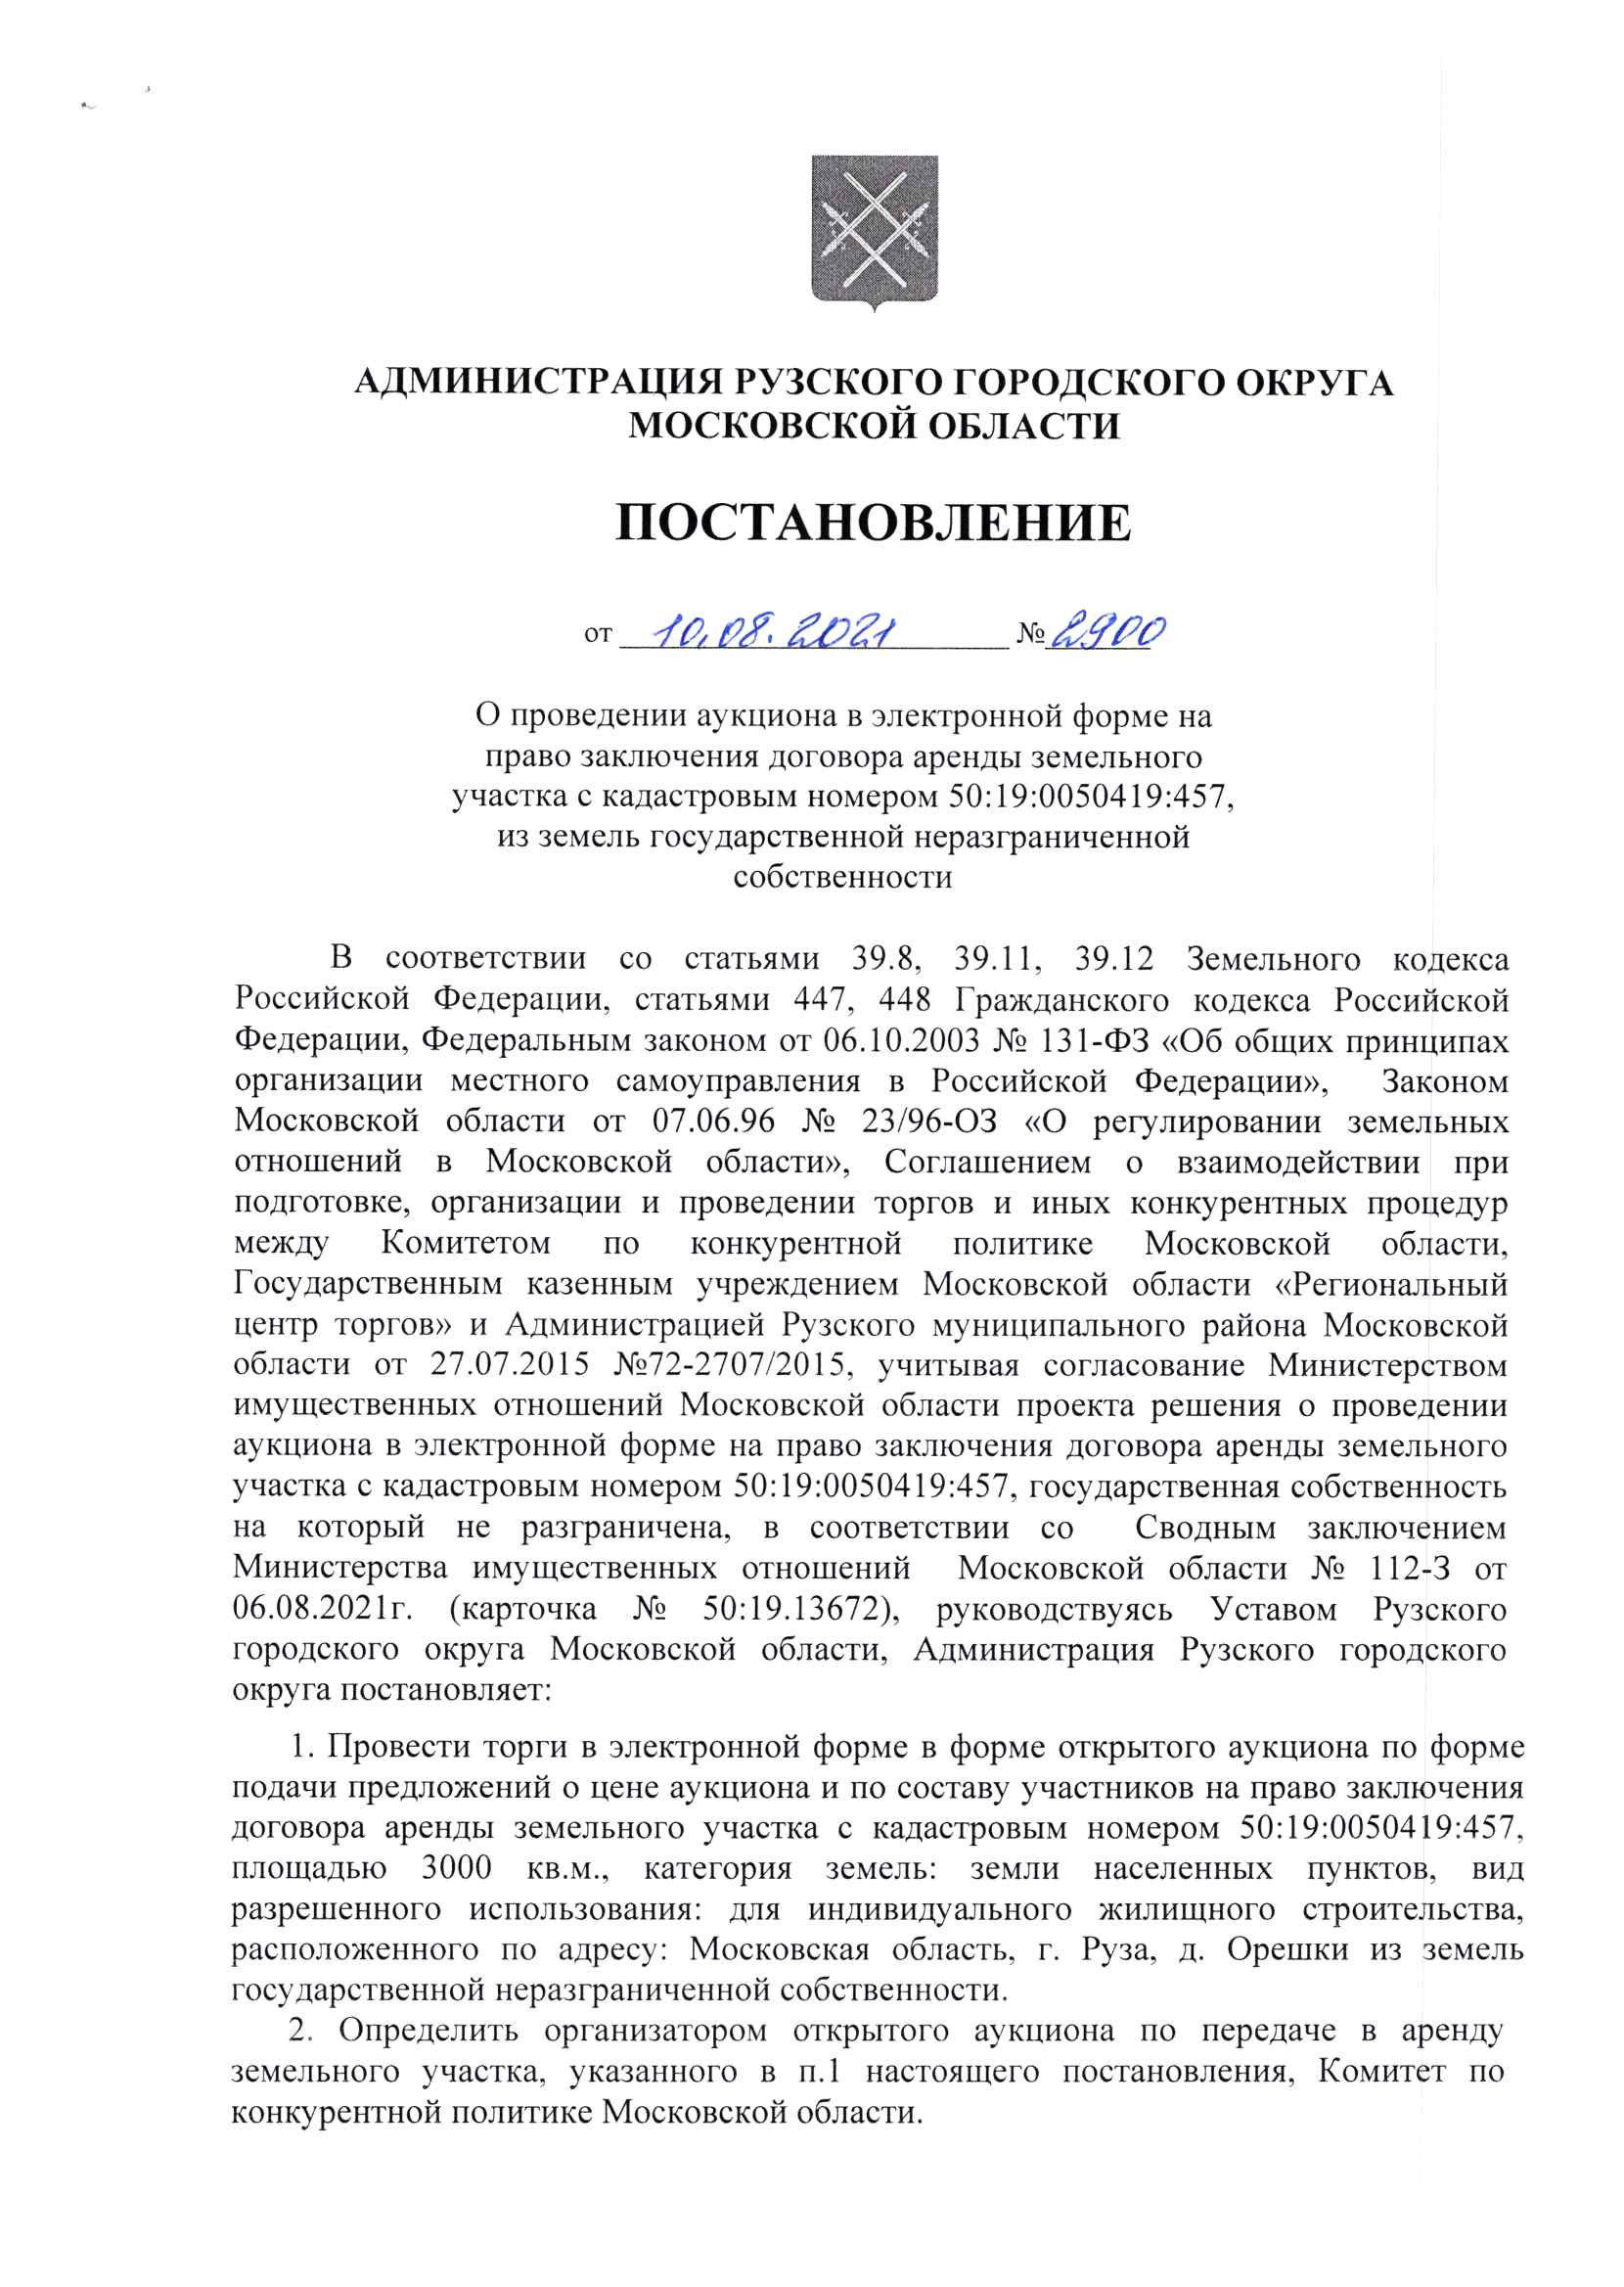 АДМИНИСТРАЦИЯ РУЗСКОГО ГОРОДСКОГО ОКРУГА
МОСКОВСКОЙ ОБЛАСТИ
ПОСТАНОВЛЕНИЕ
от 10.08.2021 № 2900
О проведении аукциона в электронной форме на
право заключения договора аренды земельного
участка с кадастровым номером 50:19:0050419:457,
из земель государственной неразграниченной
собственности
В соответствии со статьями 39.8, 39.11, 39.12 Земельного кодекса
Российской Федерации, статьями 447, 448 Гражданского кодекса Российской
Федерации, Федеральным законом от 06.10.2003 № 131-ФЗ «Об общих принципах
организации местного самоуправления в Российской Федерации», Законом
Московской области от 07.06.96 № 23/96-ОЗ «О регулировании земельных
отношений в Московской области», Соглашением о взаимодействии при
подготовке, организации и проведении торгов и иных конкурентных процедур
между Комитетом по конкурентной политике Московской области,
Государственным казенным учреждением Московской области «Региональный
центр торгов» и Администрацией Рузского муниципального района Московской
области от 27.07.2015 №72-2707/2015, учитывая согласование Министерством
имущественных отношений Московской области проекта решения о проведении
аукциона в электронной форме на право заключения договора аренды земельного
участка с кадастровым номером 50:19:0050419:457, государственная собственность
на который не разграничена, в соответствии со Сводным заключением
Министерства имущественных отношений Московской области № 112-З от
06.08.2021г. (карточка № 50:19.13672), руководствуясь Уставом Рузского
городского округа Московской области, Администрация Рузского городского
округа постановляет:
1. Провести торги в электронной форме в форме открытого аукциона по форме
подачи предложений о цене аукциона и по составу участников на право заключения
договора аренды земельного участка с кадастровым номером 50:19:0050419:457,
площадью 3000 кв.м., категория земель: земли населенных пунктов, вид
разрешенного использования: для индивидуального жилищного строительства,
расположенного по адресу: Московская область, г. Руза, д. Орешки из земель
государственной неразграниченной собственности.
2. Определить организатором открытого аукциона по передаче в аренду
земельного участка, указанного в п.1 настоящего постановления, Комитет по
конкурентной политике Московской области.